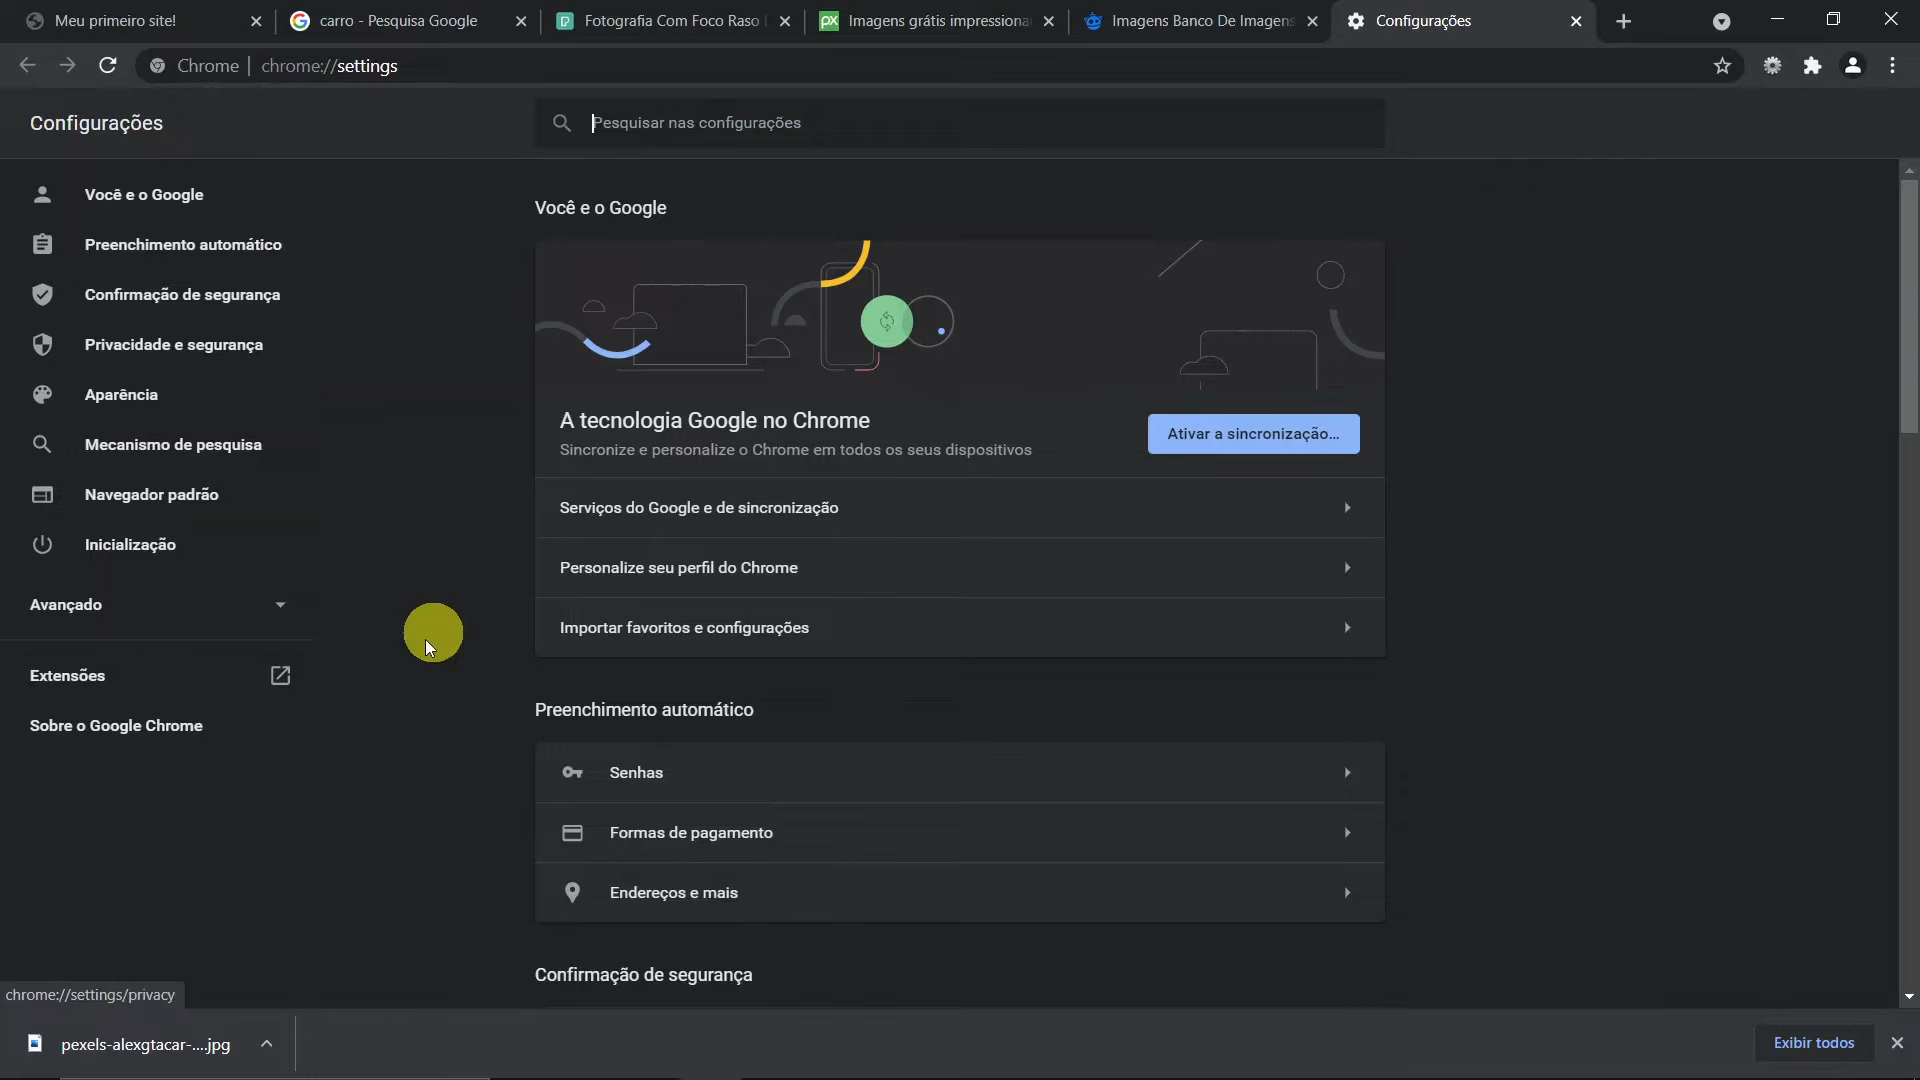 Meu primeiro site!
carro - Pesquisa Google
Fotografia Com Foco Raso
Imagens grátis impressiona
Imagens Banco De Imagens
Configurações
Chrome | chrome://settings
Configurações
Pesquisar nas configurações
Você e o Google
Preenchimento automático
Confirmação de segurança
Privacidade e segurança
Aparência
Mecanismo de pesquisa
Navegador padrão
Inicialização
Avançado
Extensões
Sobre o Google Chrome
Você e o Google
A tecnologia Google no Chrome
Sincronize e personalize o Chrome em todos os seus dispositivos
Ativar a sincronização...
Serviços do Google e de sincronização
Personalize seu perfil do Chrome
Importar favoritos e configurações
Preenchimento automático
Senhas
Formas de pagamento
Endereços e mais
Confirmação de segurança
chrome://settings/privacy
pexels-alexgtacar-....jpg
Exibir todos